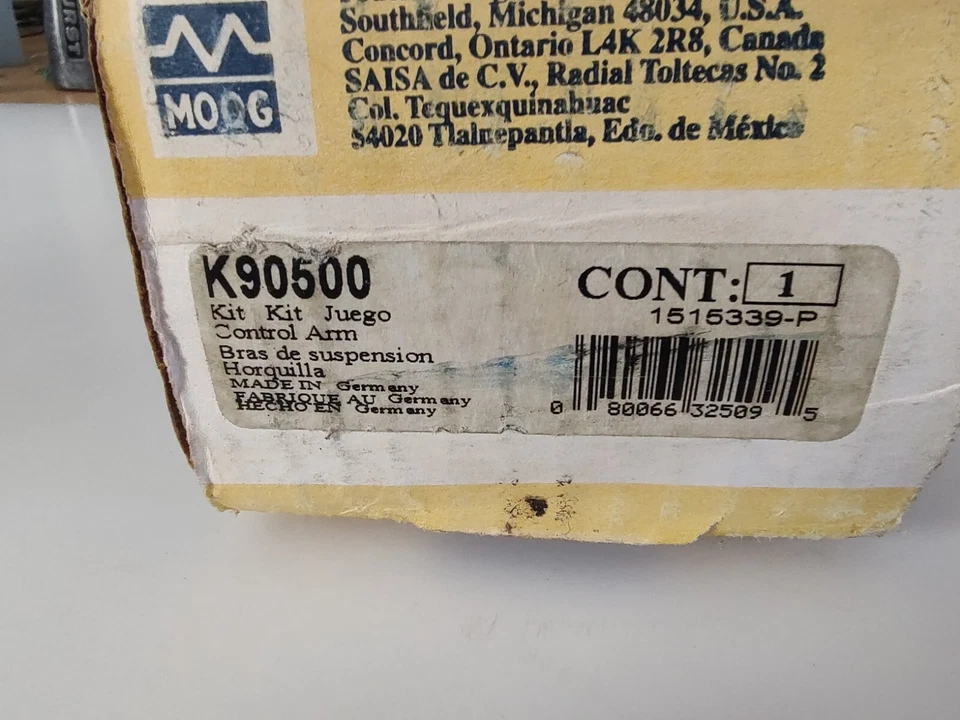 Southfield, Michigan 48034, U.S.A.
Concord, Ontario L4K 2R8, Canada
SAISA de C.V., Radial Toltecas No. 2
Col. Tequexquinahuac
54020 Tlalnepantla, Edo. de México
MOOG
K90500
Kit Kit Juego
Control Arm
Bras de suspension
Horquilla
MADE IN Germany
FABRIQUE AU Germany
HECHO EN Germany
CONT: 1
1515339-P
0 80066 32509 5